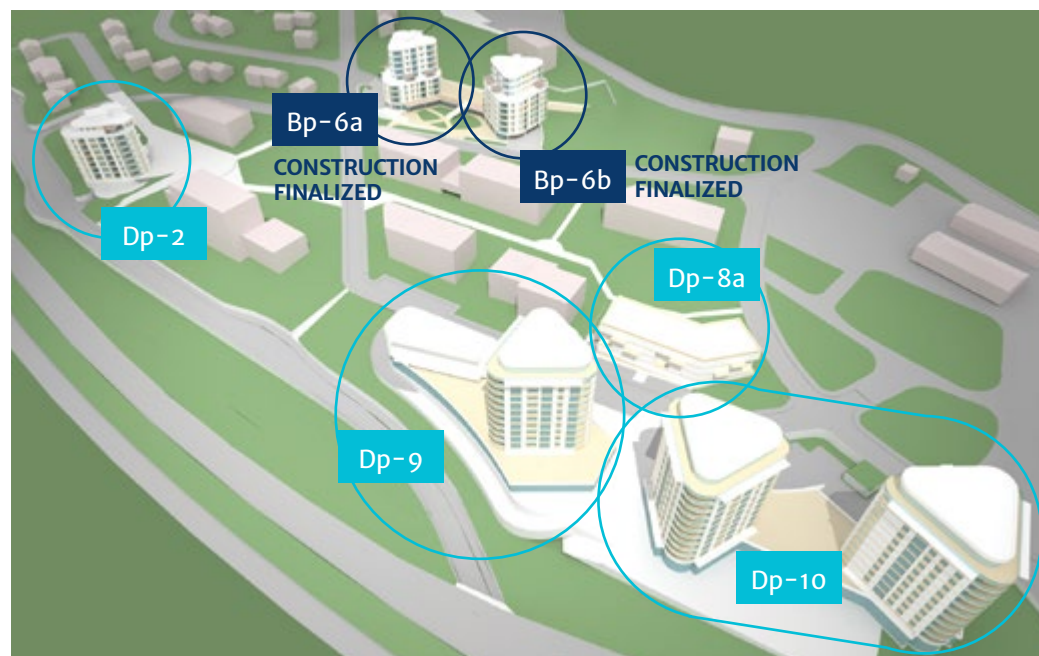 Bp-6a
CONSTRUCTION
FINALIZED
Bp-6b
CONSTRUCTION
FINALIZED
Dp-2
Dp-8a
Dp-9
Dp-10